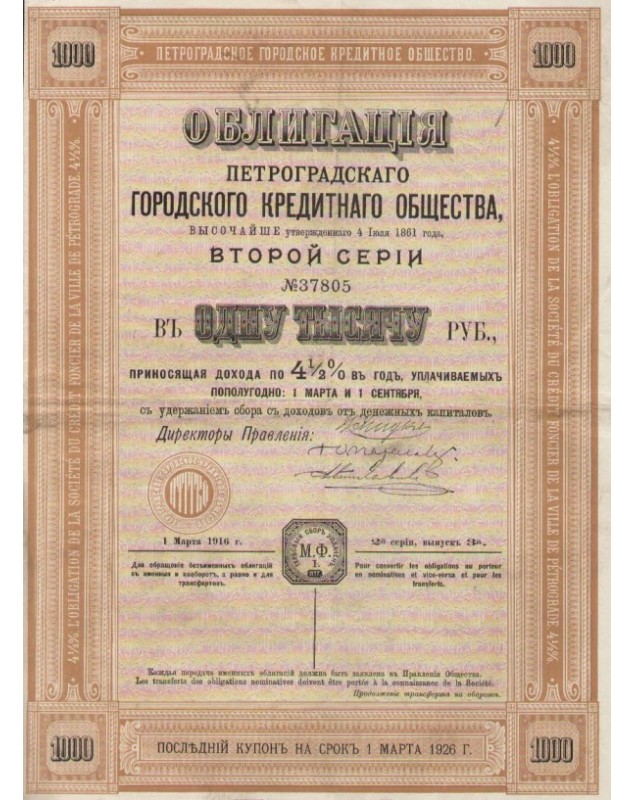 1000
ПЕТРОГРАДСКОЕ ГОРОДСКОЕ КРЕДИТНОЕ ОБЩЕСТВО.
1000
ОБЛИГАЦІЯ
ПЕТРОГРАДСКАГО
ГОРОДСКОГО КРЕДИТНАГО ОБЩЕСТВА,
ВЫСОЧАЙШЕ утвержденнаго 4 Іюля 1861 года,
ВТОРОЙ СЕРІИ
№37805
ВЪ ОДНУ ТЫСЯЧУ РУБ.,
ПРИНОСЯЩАЯ ДОХОДА ПО 4½% ВЪ ГОДЪ, УПЛАЧИВАЕМЫХЪ
ПОПОЛУГОДНО: 1 МАРТА И 1 СЕНТЯБРЯ,
съ удержаніемъ сбора съ доходовъ отъ денежныхъ капиталовъ.
Директоры Правленія:
1 Марта 1916 г.
2я серія, выпускъ 3й.
М.Ф.
Для обращенія безъименныхъ облигацій
въ именныя и наоборотъ, а равно и для
трансфертовъ.
Pour convertir les obligations au porteur
en nominatives et vice-versa et pour les
transferts.
Каждая передача именныхъ облигацій должна быть заявлена въ Правленіи Общества.
Les transferts des obligations nominatives doivent être portés à la connaissance de la Société.
Продолженіе трансферта на оборотѣ.
4½% L'OBLIGATION DE LA SOCIÉTÉ DU CRÉDIT FONCIER DE LA VILLE DE PETROGRADE 4½%
4½% L'OBLIGATION DE LA SOCIÉTÉ DU CRÉDIT FONCIER DE LA VILLE DE PETROGRADE 4½%
1000
ПОСЛѢДНІЙ КУПОНЪ НА СРОКЪ 1 МАРТА 1926 Г.
1000